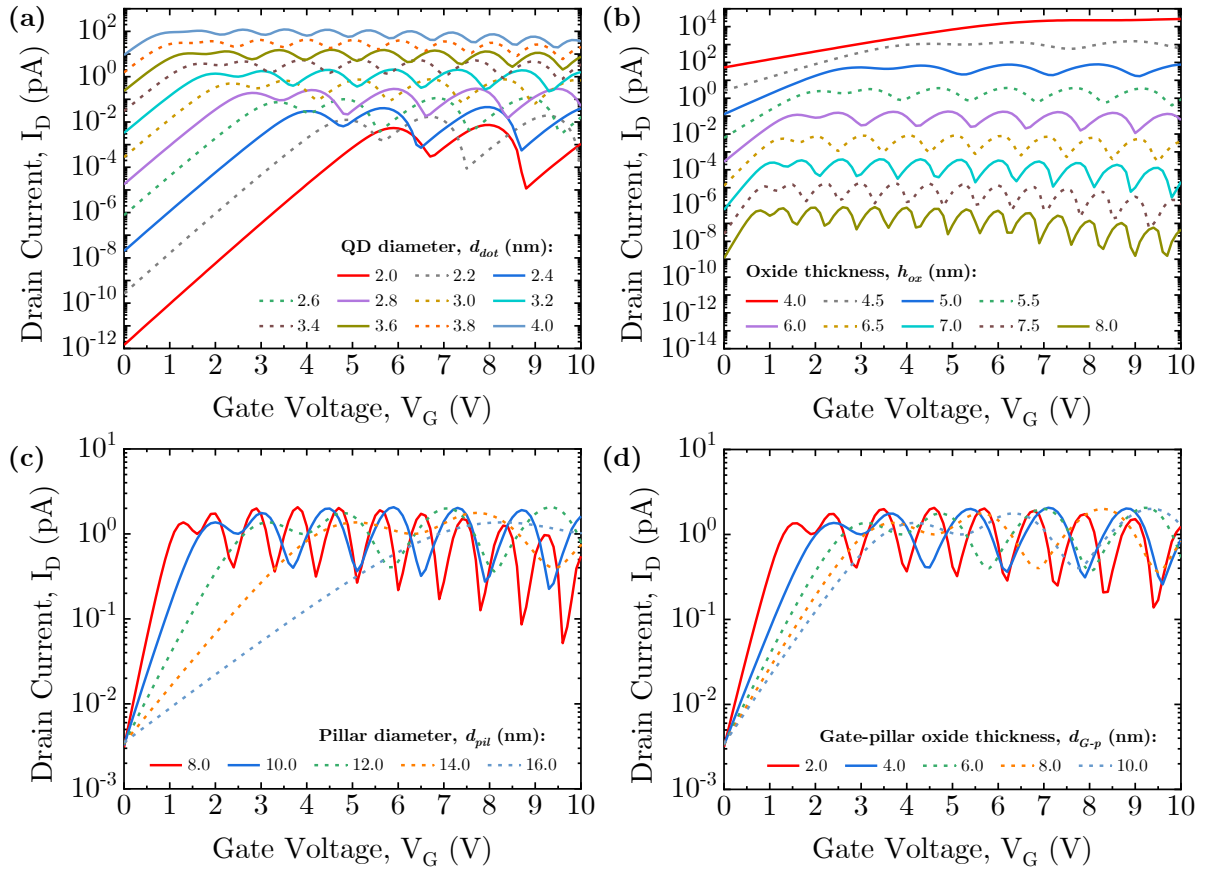 (a)
Drain Current, I_D (pA)
10^2
10^0
10^-2
10^-4
10^-6
10^-8
10^-10
10^-12
QD diameter, d_dot (nm):
2.0 2.2 2.4
2.6 2.8 3.0 3.2
3.4 3.6 3.8 4.0
0 1 2 3 4 5 6 7 8 9 10
Gate Voltage, V_G (V)
(b)
Drain Current, I_D (pA)
10^4
10^2
10^0
10^-2
10^-4
10^-6
10^-8
10^-10
10^-12
10^-14
Oxide thickness, h_ox (nm):
4.0 4.5 5.0 5.5
6.0 6.5 7.0 7.5 8.0
0 1 2 3 4 5 6 7 8 9 10
Gate Voltage, V_G (V)
(c)
Drain Current, I_D (pA)
10^1
10^0
10^-1
10^-2
10^-3
Pillar diameter, d_pil (nm):
8.0 10.0 12.0 14.0 16.0
0 1 2 3 4 5 6 7 8 9 10
Gate Voltage, V_G (V)
(d)
Drain Current, I_D (pA)
10^1
10^0
10^-1
10^-2
10^-3
Gate-pillar oxide thickness, d_G-p (nm):
2.0 4.0 6.0 8.0 10.0
0 1 2 3 4 5 6 7 8 9 10
Gate Voltage, V_G (V)